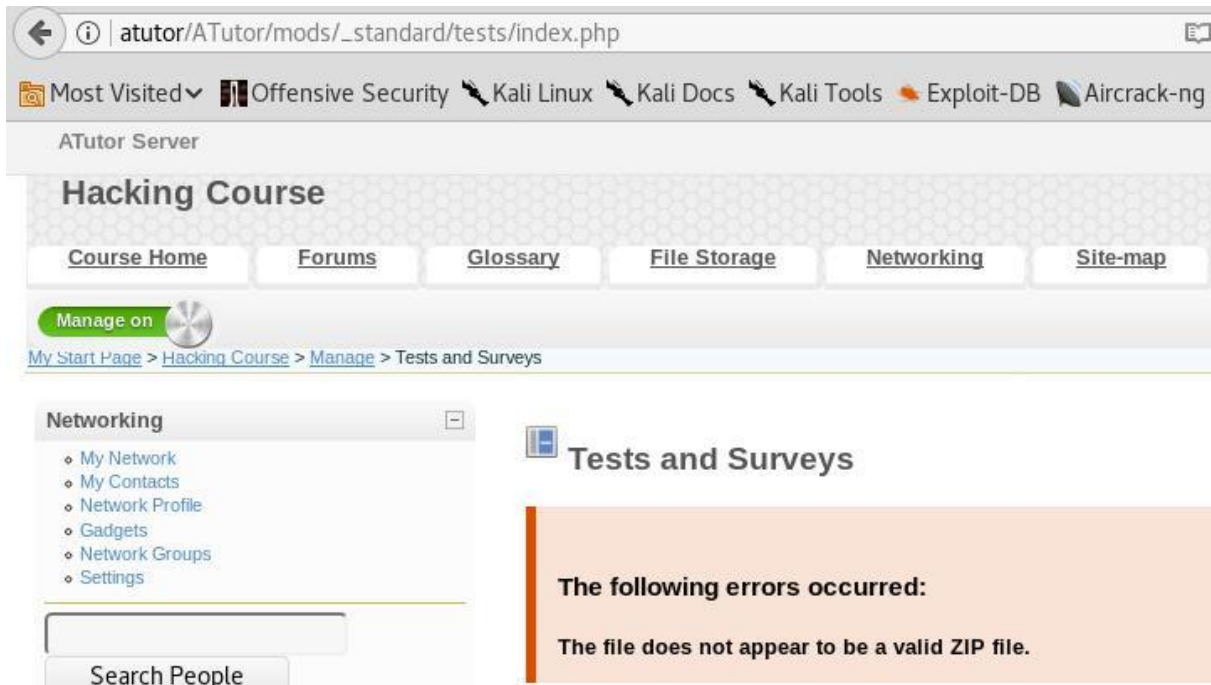 atutor/ATutor/mods/_standard/tests/index.php
Most Visited Offensive Security Kali Linux Kali Docs Kali Tools Exploit-DB Aircrack-ng
ATutor Server
Hacking Course
Course Home Forums Glossary File Storage Networking Site-map
Manage on
My Start Page > Hacking Course > Manage > Tests and Surveys
Networking
My Network
My Contacts
Network Profile
Gadgets
Network Groups
Settings
Search People
Tests and Surveys
The following errors occurred:
The file does not appear to be a valid ZIP file.